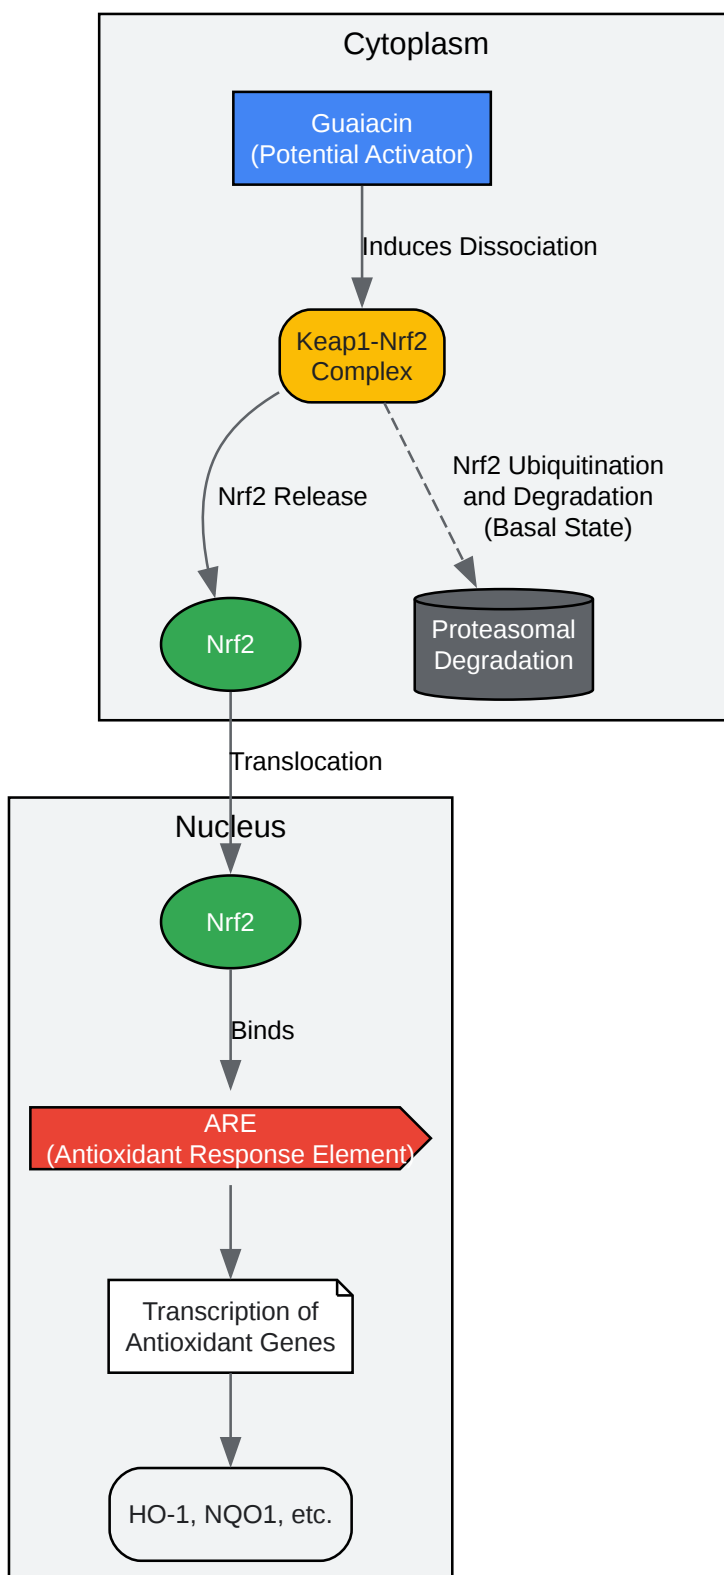 Cytoplasm
Guaiacin
(Potential Activator)
Induces Dissociation
Keap1-Nrf2
Complex
Nrf2 Release
Nrf2 Ubiquitination
and Degradation
(Basal State)
Nrf2
Proteasomal
Degradation
Translocation
Nucleus
Nrf2
Binds
ARE
(Antioxidant Response Element)
Transcription of
Antioxidant Genes
HO-1, NQO1, etc.